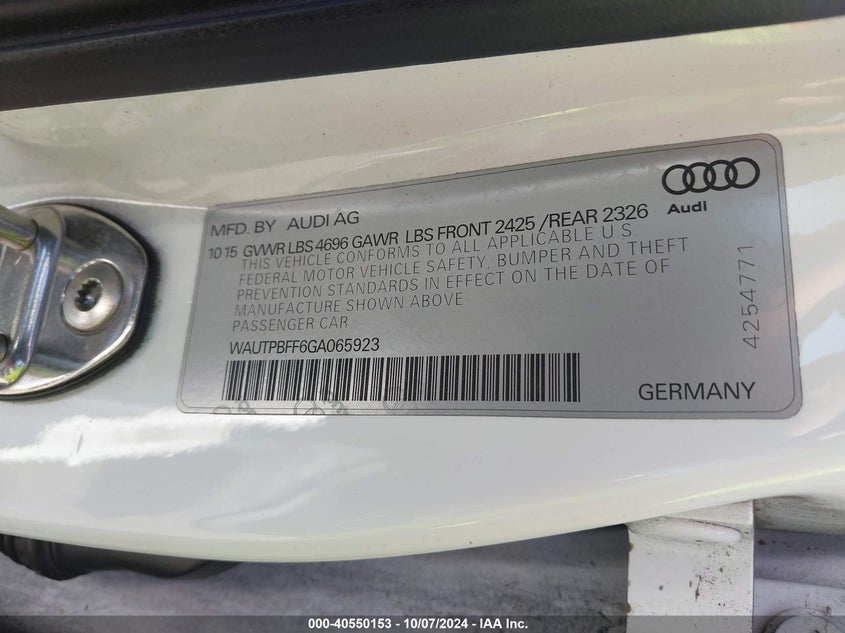 MFD. BY AUDI AG
10 15 GVWR LBS 4696 GAWR LBS FRONT 2425 /REAR 2326
THIS VEHICLE CONFORMS TO ALL APPLICABLE U.S.
FEDERAL MOTOR VEHICLE SAFETY, BUMPER AND THEFT
PREVENTION STANDARDS IN EFFECT ON THE DATE OF
MANUFACTURE SHOWN ABOVE
PASSENGER CAR
WAUTPBFF6GA065923
Audi
4254771
GERMANY
000-40550153 - 10/07/2024 - IAA Inc.